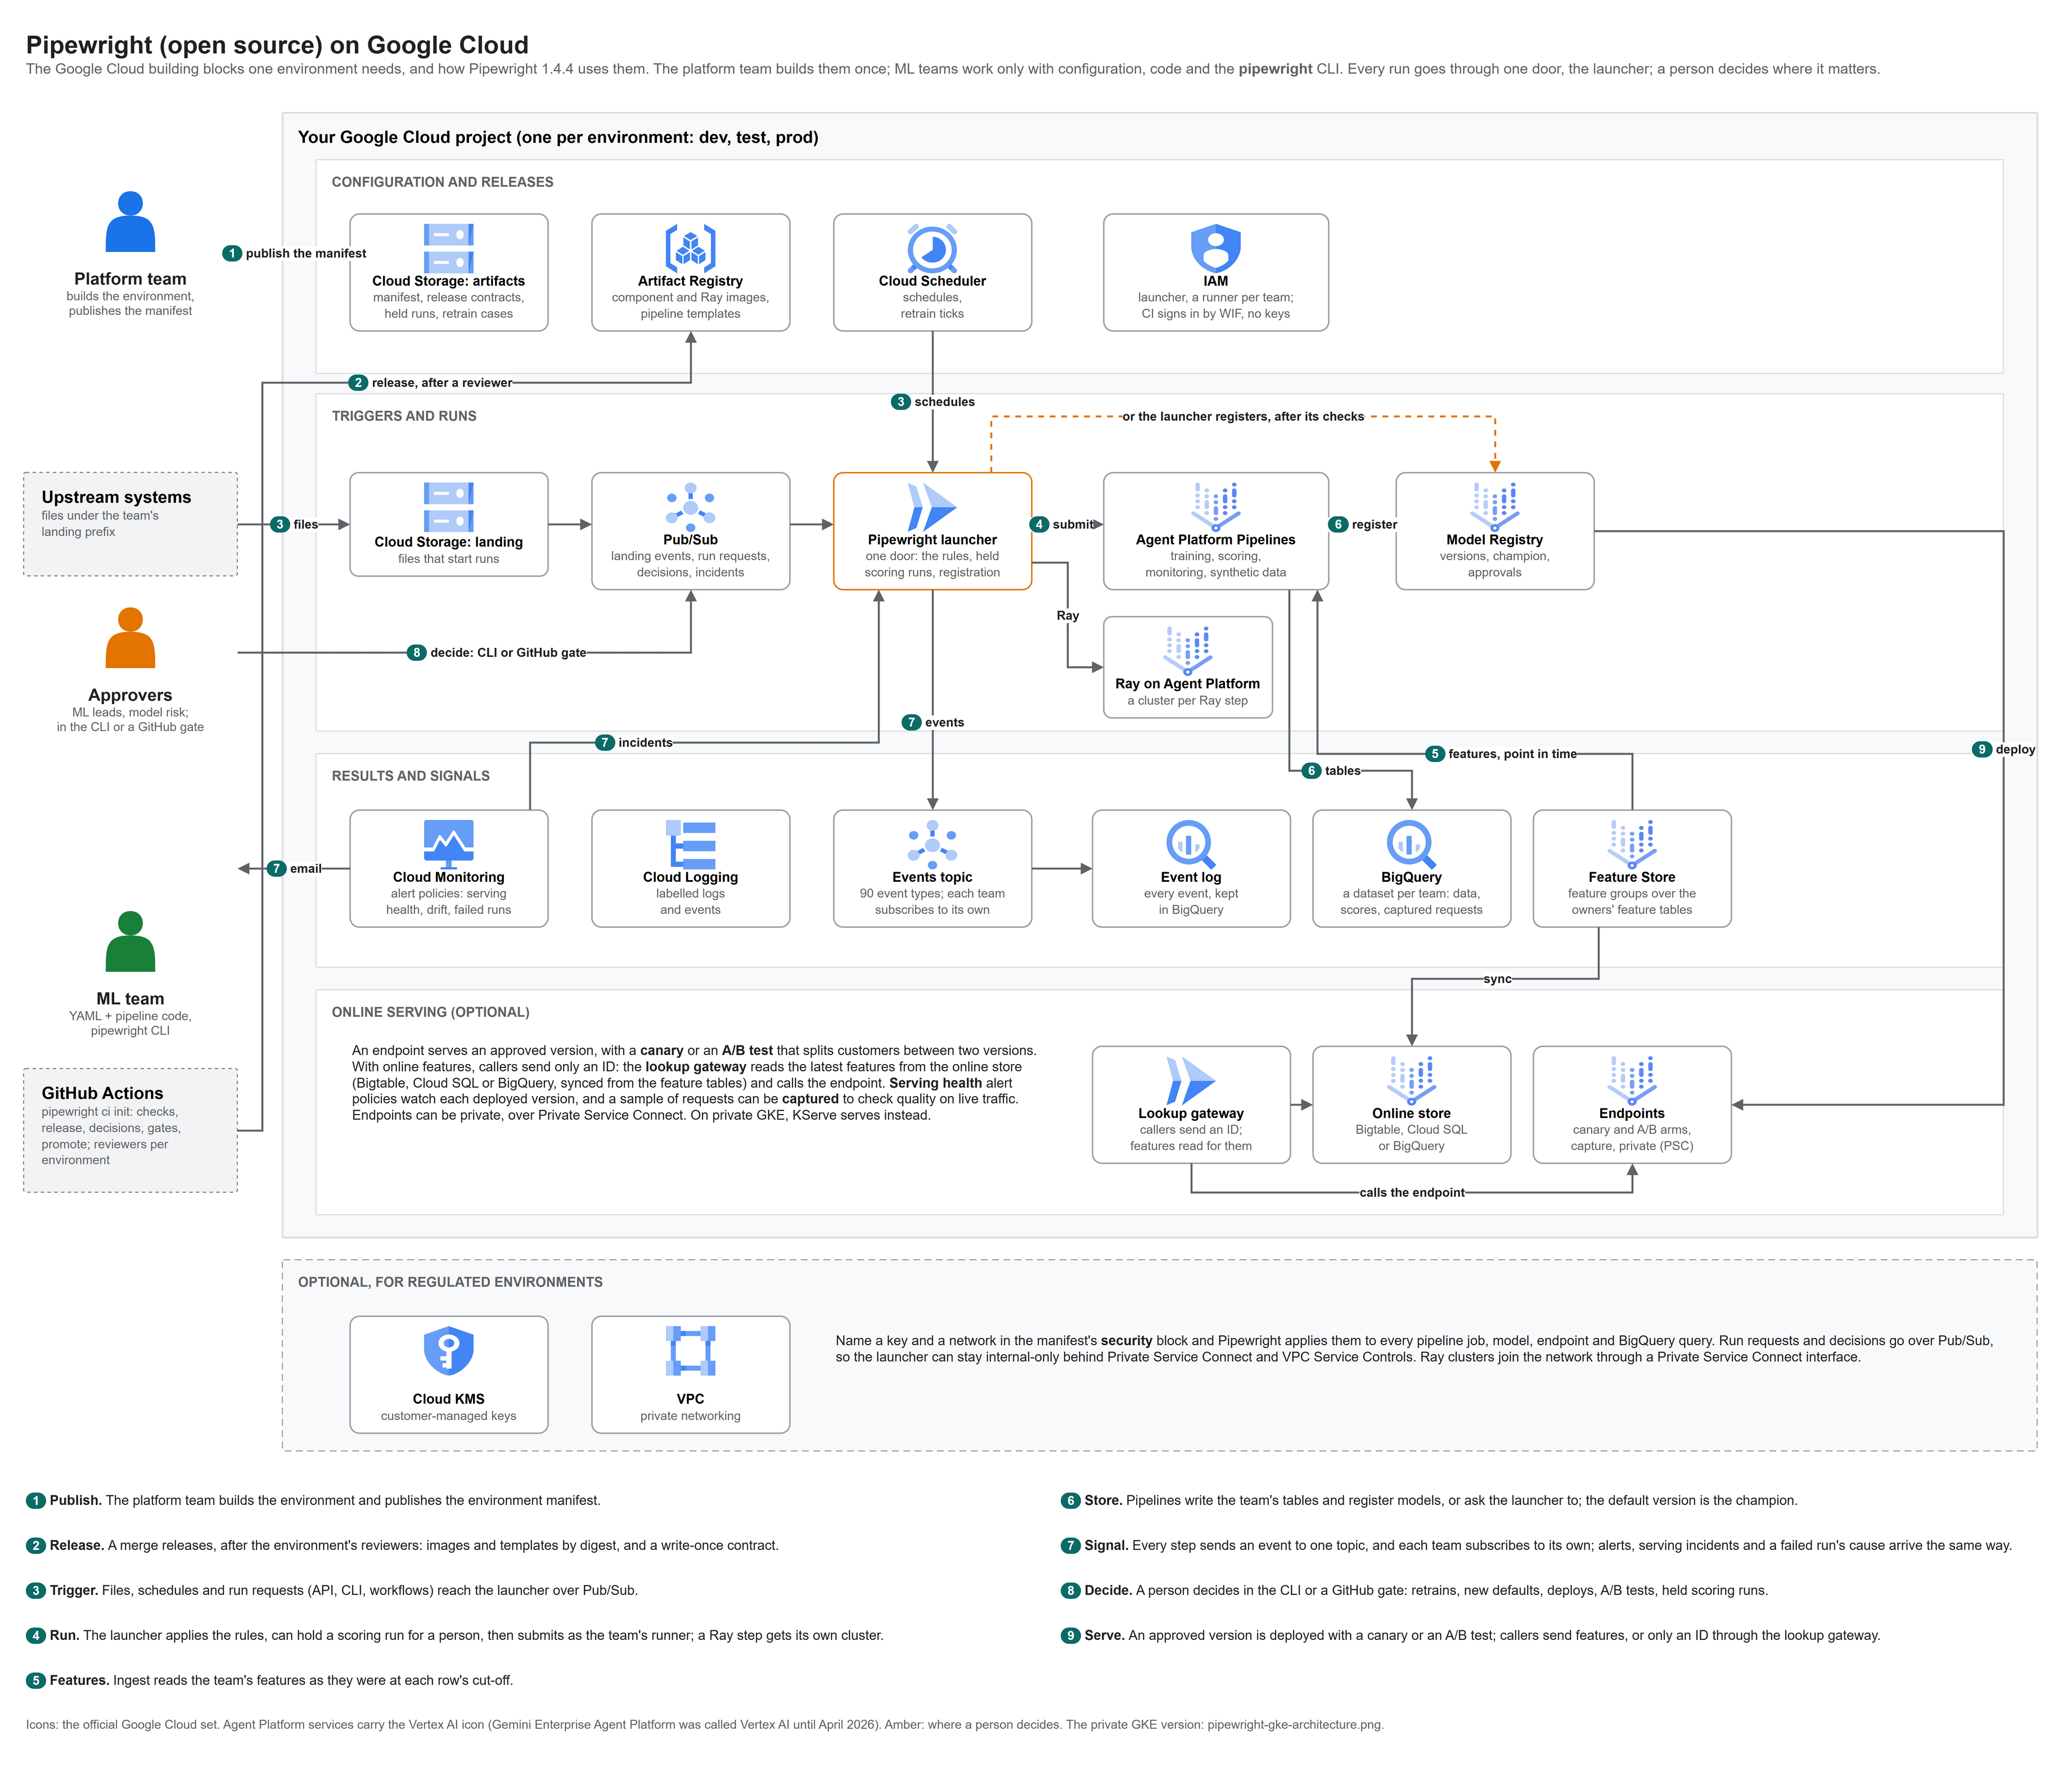 Pipewright (open source) on Google Cloud
The Google Cloud building blocks one environment needs, and how Pipewright 1.4.4 uses them. The platform team builds them once; ML teams work only with configuration, code and the pipewright CLI. Every run goes through one door, the launcher; a person decides where it matters.
Your Google Cloud project (one per environment: dev, test, prod)
CONFIGURATION AND RELEASES
Platform team
builds the environment,
publishes the manifest
1 publish the manifest
Cloud Storage: artifacts
manifest, release contracts,
held runs, retrain cases
Artifact Registry
component and Ray images,
pipeline templates
Cloud Scheduler
schedules,
retrain ticks
IAM
launcher, a runner per team;
CI signs in by WIF, no keys
2 release, after a reviewer
3 schedules
TRIGGERS AND RUNS
or the launcher registers, after its checks
Upstream systems
files under the team's
landing prefix
3 files
Cloud Storage: landing
files that start runs
Pub/Sub
landing events, run requests,
decisions, incidents
Pipewright launcher
one door: the rules, held
scoring runs, registration
4 submit
Agent Platform Pipelines
training, scoring,
monitoring, synthetic data
6 register
Model Registry
versions, champion,
approvals
Ray
Ray on Agent Platform
a cluster per Ray step
Approvers
ML leads, model risk;
in the CLI or a GitHub gate
8 decide: CLI or GitHub gate
7 events
7 incidents
5 features, point in time
9 deploy
6 tables
RESULTS AND SIGNALS
7 email
Cloud Monitoring
alert policies: serving
health, drift, failed runs
Cloud Logging
labelled logs
and events
Events topic
90 event types; each team
subscribes to its own
Event log
every event, kept
in BigQuery
BigQuery
a dataset per team: data,
scores, captured requests
Feature Store
feature groups over the
owners' feature tables
sync
ML team
YAML + pipeline code,
pipewright CLI
ONLINE SERVING (OPTIONAL)
An endpoint serves an approved version, with a canary or an A/B test that splits customers between two versions.
With online features, callers send only an ID: the lookup gateway reads the latest features from the online store
(Bigtable, Cloud SQL or BigQuery, synced from the feature tables) and calls the endpoint. Serving health alert
policies watch each deployed version, and a sample of requests can be captured to check quality on live traffic.
Endpoints can be private, over Private Service Connect. On private GKE, KServe serves instead.
GitHub Actions
pipewright ci init: checks,
release, decisions, gates,
promote; reviewers per
environment
Lookup gateway
callers send an ID;
features read for them
Online store
Bigtable, Cloud SQL
or BigQuery
Endpoints
canary and A/B arms,
capture, private (PSC)
calls the endpoint
OPTIONAL, FOR REGULATED ENVIRONMENTS
Cloud KMS
customer-managed keys
VPC
private networking
Name a key and a network in the manifest's security block and Pipewright applies them to every pipeline job, model, endpoint and BigQuery query. Run requests and decisions go over Pub/Sub,
so the launcher can stay internal-only behind Private Service Connect and VPC Service Controls. Ray clusters join the network through a Private Service Connect interface.
1 Publish. The platform team builds the environment and publishes the environment manifest.
2 Release. A merge releases, after the environment's reviewers: images and templates by digest, and a write-once contract.
3 Trigger. Files, schedules and run requests (API, CLI, workflows) reach the launcher over Pub/Sub.
4 Run. The launcher applies the rules, can hold a scoring run for a person, then submits as the team's runner; a Ray step gets its own cluster.
5 Features. Ingest reads the team's features as they were at each row's cut-off.
6 Store. Pipelines write the team's tables and register models, or ask the launcher to; the default version is the champion.
7 Signal. Every step sends an event to one topic, and each team subscribes to its own; alerts, serving incidents and a failed run's cause arrive the same way.
8 Decide. A person decides in the CLI or a GitHub gate: retrains, new defaults, deploys, A/B tests, held scoring runs.
9 Serve. An approved version is deployed with a canary or an A/B test; callers send features, or only an ID through the lookup gateway.
Icons: the official Google Cloud set. Agent Platform services carry the Vertex AI icon (Gemini Enterprise Agent Platform was called Vertex AI until April 2026). Amber: where a person decides. The private GKE version: pipewright-gke-architecture.png.